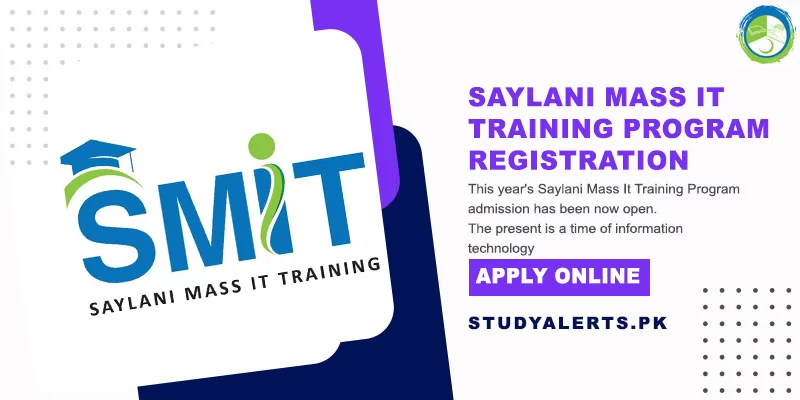 SMIT
SAYLANI MASS IT TRAINING
SAYLANI MASS IT
TRAINING PROGRAM
REGISTRATION
This year's Saylani Mass It Training Program
admission has been now open.
The present is a time of information
technology
APPLY ONLINE
STUDYALERTS.PK